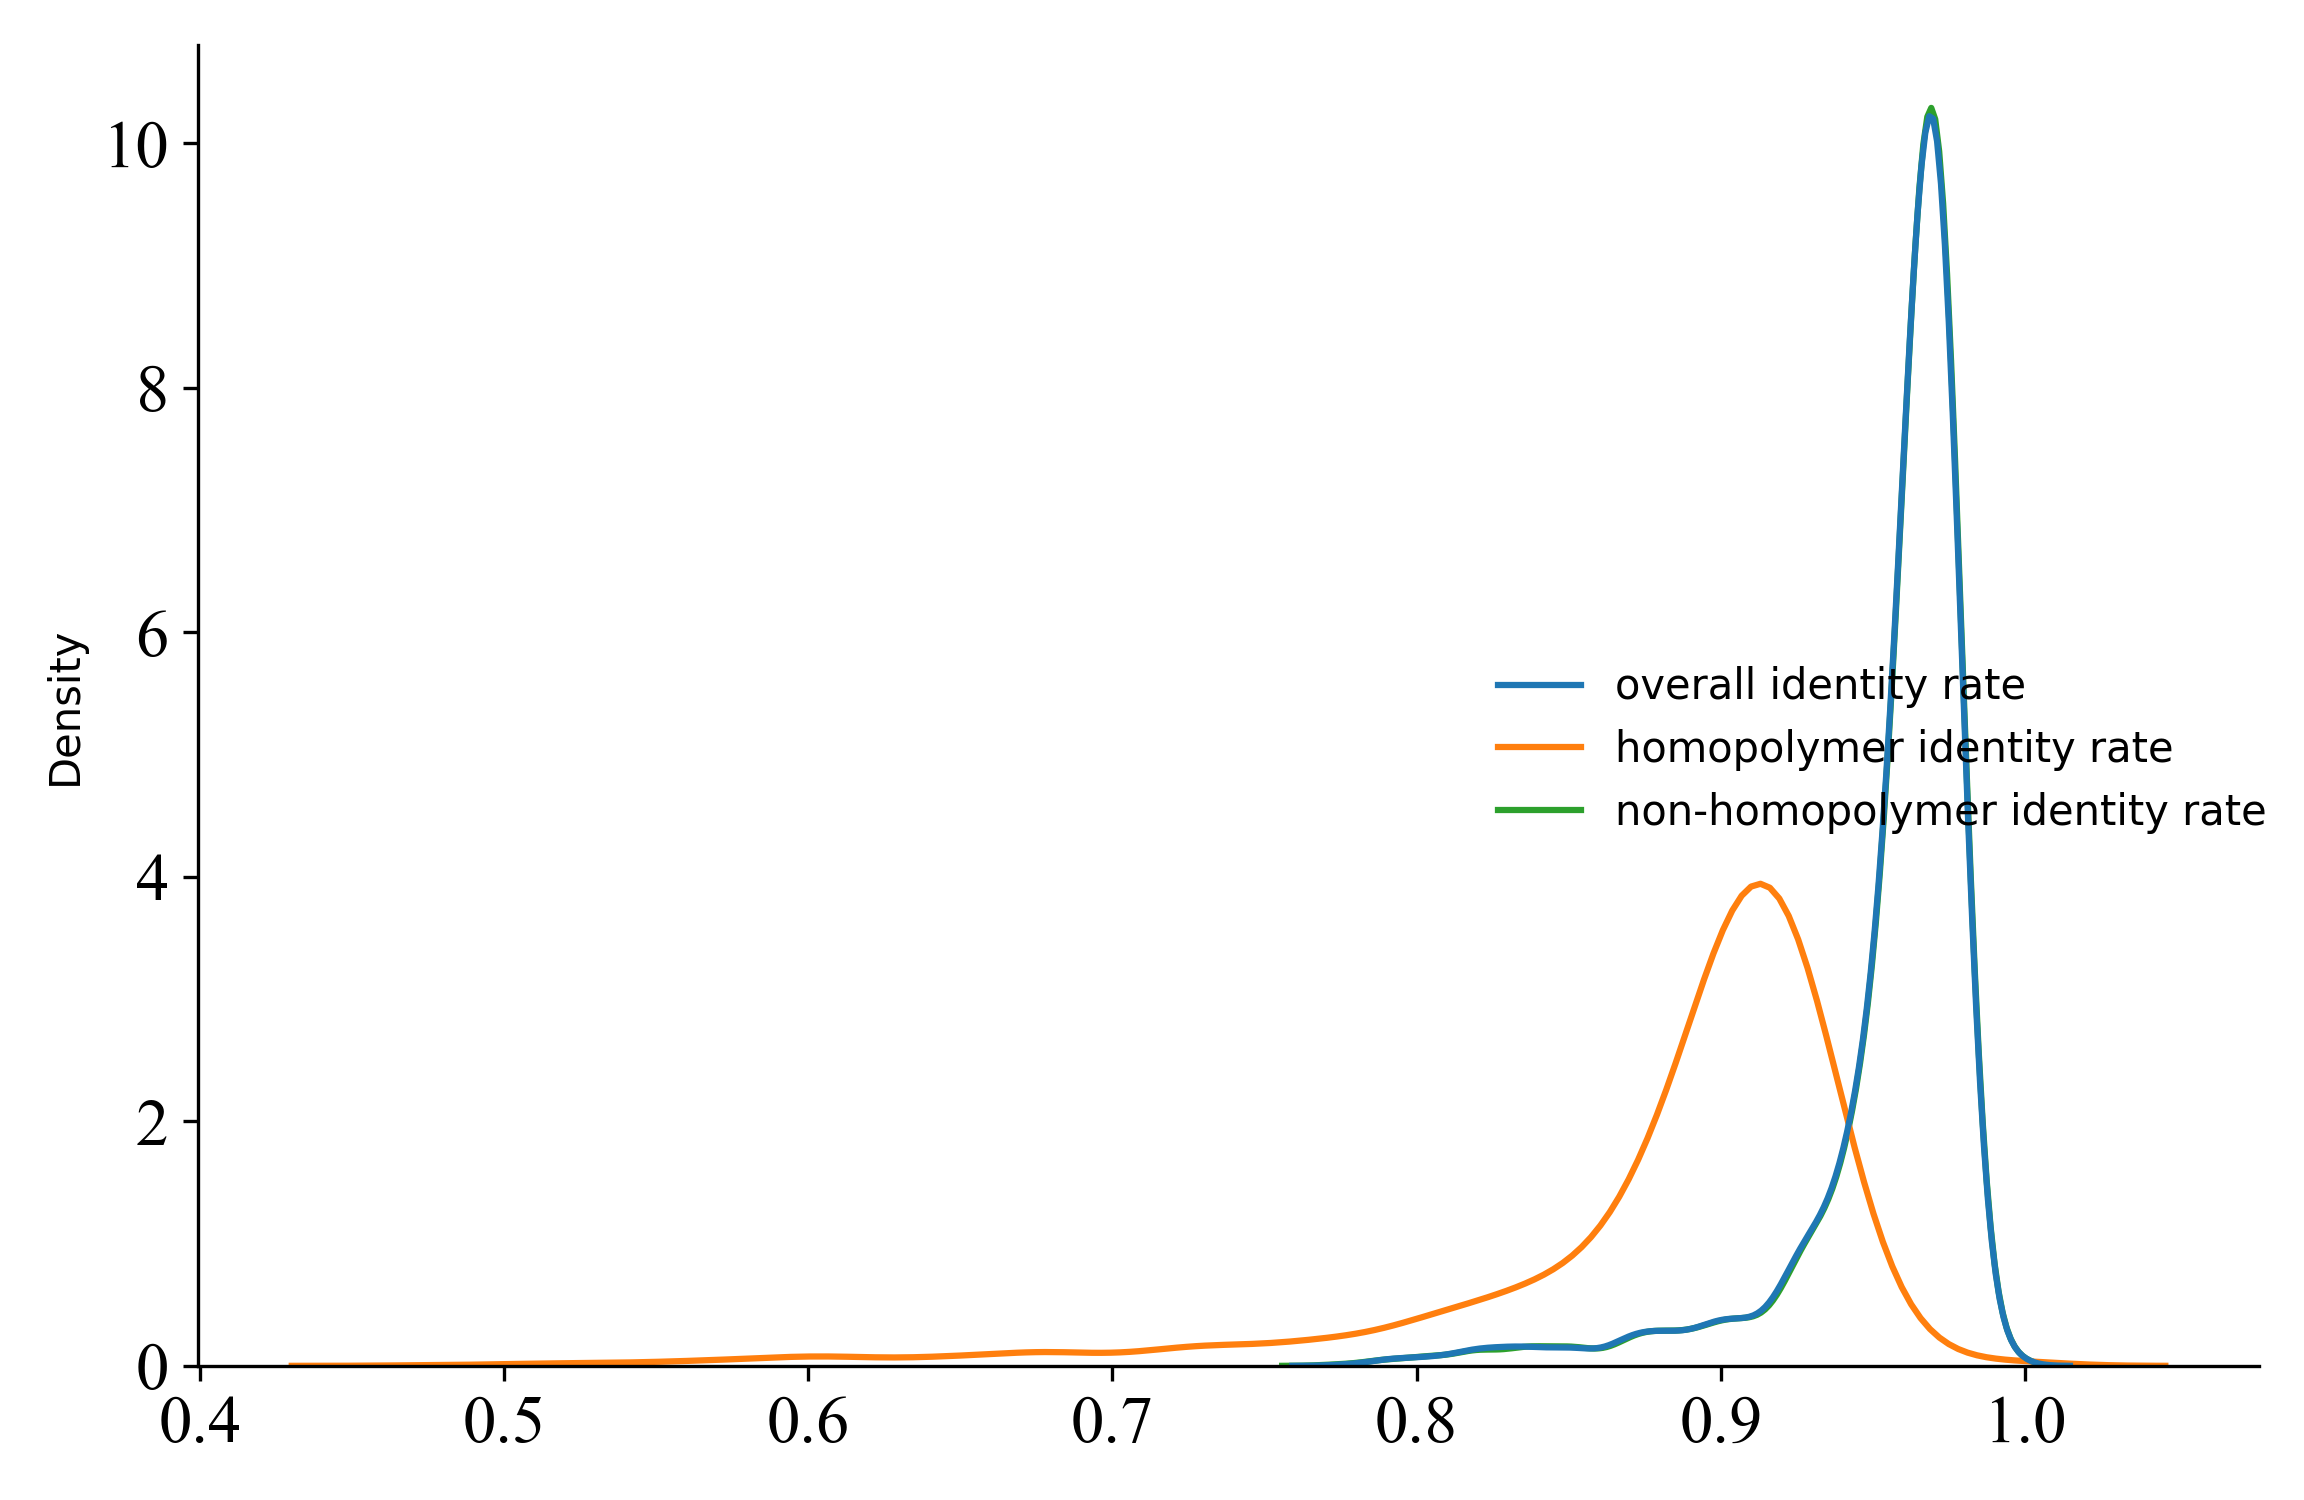 Density
10
8
6
4
2
0
0.4 0.5 0.6 0.7 0.8 0.9 1.0
overall identity rate
homopolymer identity rate
non-homopolymer identity rate